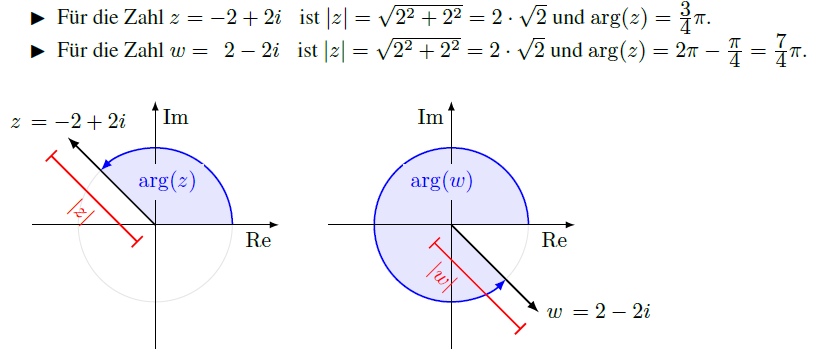 ▶ Für die Zahl z = −2 + 2i ist |z| = √(2² + 2²) = 2 · √2 und arg(z) = 3/4 π.
▶ Für die Zahl w = 2 − 2i ist |z| = √(2² + 2²) = 2 · √2 und arg(z) = 2π − π/4 = 7/4 π.
z = −2 + 2i
Im
arg(z)
|z|
Re
Im
arg(w)
|w|
Re
w = 2 − 2i